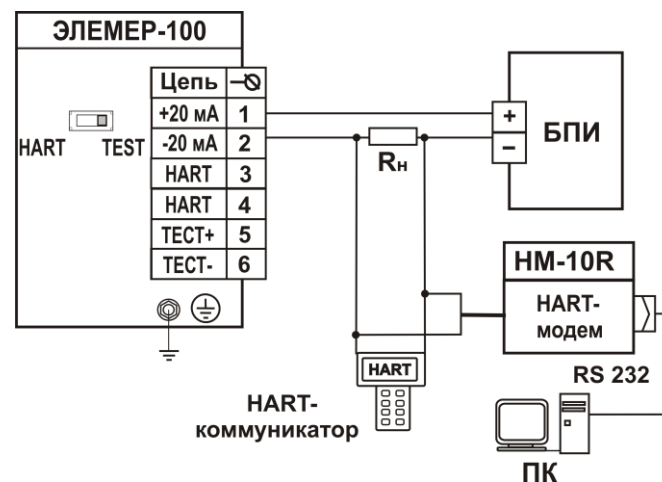 ЭЛЕМЕР-100
Цепь
+20 мА 1
-20 мА 2
HART 3
HART 4
ТЕСТ+ 5
ТЕСТ- 6
HART TEST
Rн
+
−
БПИ
HM-10R
HART-
модем
RS 232
HART
HART-
коммуникатор
ПК